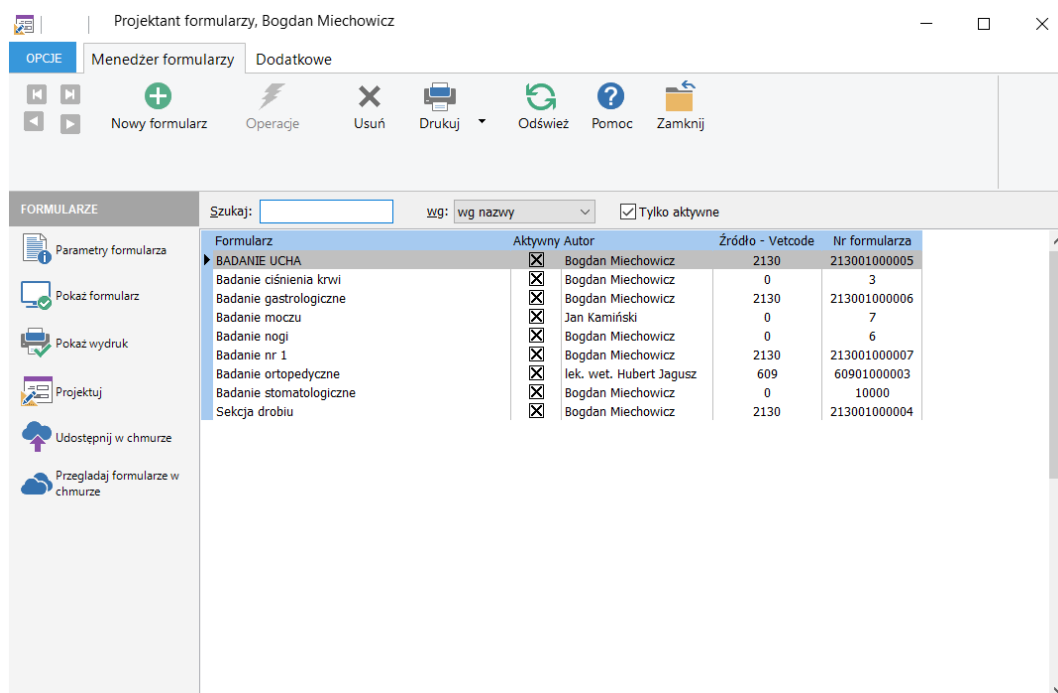 Projektant formularzy, Bogdan Miechowicz
OPCJE Menedżer formularzy Dodatkowe
Nowy formularz Operacje Usuń Drukuj Odśwież Pomoc Zamknij
FORMULARZE Szukaj: wg: wg nazwy Tylko aktywne
Parametry formularza
Pokaż formularz
Pokaż wydruk
Projektuj
Udostępnij w chmurze
Przegladaj formularze w
chmurze
Formularz Aktywny Autor Źródło - Vetcode Nr formularza
BADANIE UCHA Bogdan Miechowicz 2130 213001000005
Badanie ciśnienia krwi Bogdan Miechowicz 0 3
Badanie gastrologiczne Bogdan Miechowicz 2130 213001000006
Badanie moczu Jan Kamiński 0 7
Badanie nogi Bogdan Miechowicz 0 6
Badanie nr 1 Bogdan Miechowicz 2130 213001000007
Badanie ortopedyczne lek. wet. Hubert Jagusz 609 60901000003
Badanie stomatologiczne Bogdan Miechowicz 0 10000
Sekcja drobiu Bogdan Miechowicz 2130 213001000004